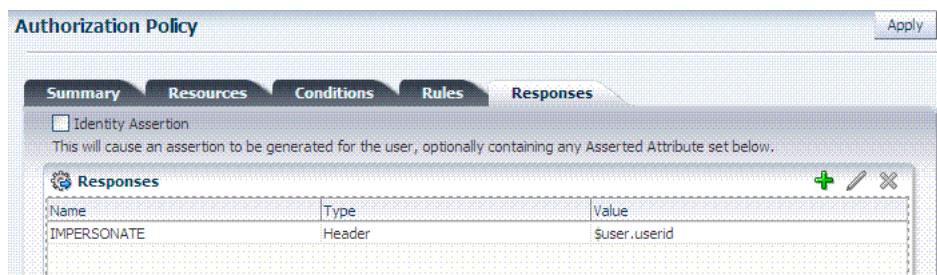 Authorization Policy
Apply
Summary Resources Conditions Rules Responses
Identity Assertion
This will cause an assertion to be generated for the user, optionally containing any Asserted Attribute set below.
Responses
Name Type Value
IMPERSONATE Header $user.userid